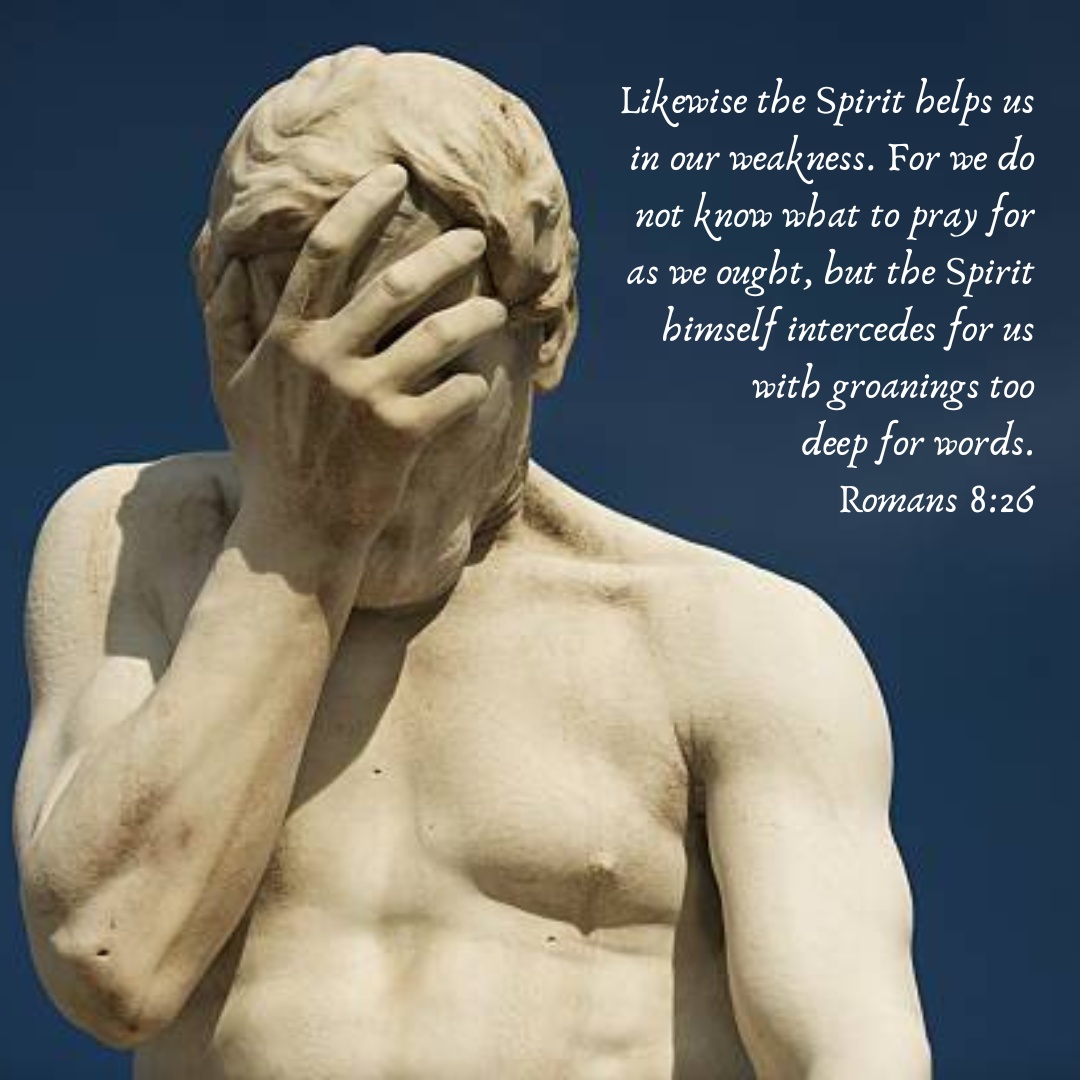 Likewise the Spirit helps us
in our weakness. For we do
not know what to pray for
as we ought, but the Spirit
himself intercedes for us
with groanings too
deep for words.
Romans 8:26